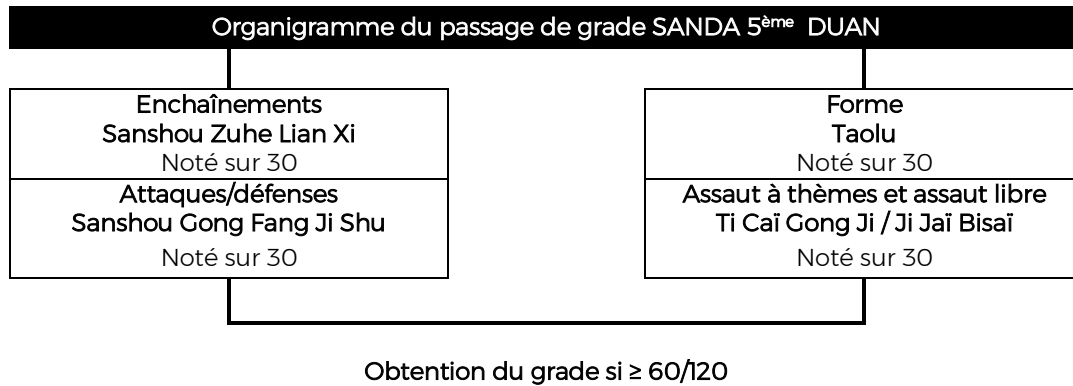 Organigramme du passage de grade SANDA 5ème DUAN
Enchaînements
Sanshou Zuhe Lian Xi
Noté sur 30
Attaques/défenses
Sanshou Gong Fang Ji Shu
Noté sur 30
Forme
Taolu
Noté sur 30
Assaut à thèmes et assaut libre
Ti Caï Gong Ji / Ji Jaï Bisaï
Noté sur 30
Obtention du grade si ≥ 60/120